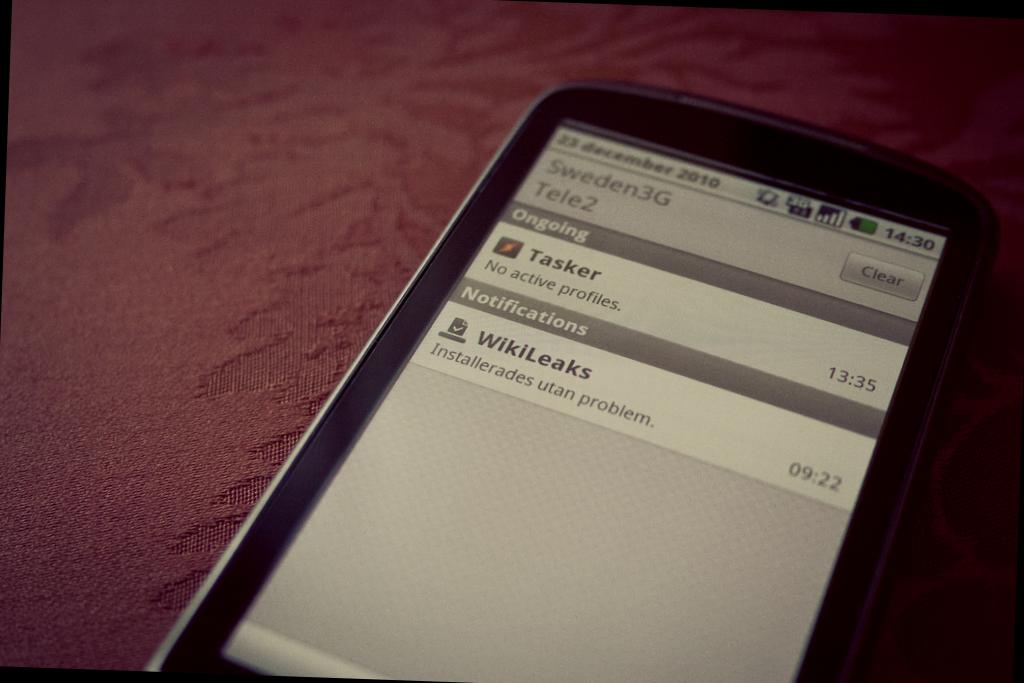 23 december 2010 14:30
Sweden3G
Tele2
Clear
Ongoing
Tasker
No active profiles.
13:35
Notifications
WikiLeaks
Installerades utan problem.
09:22